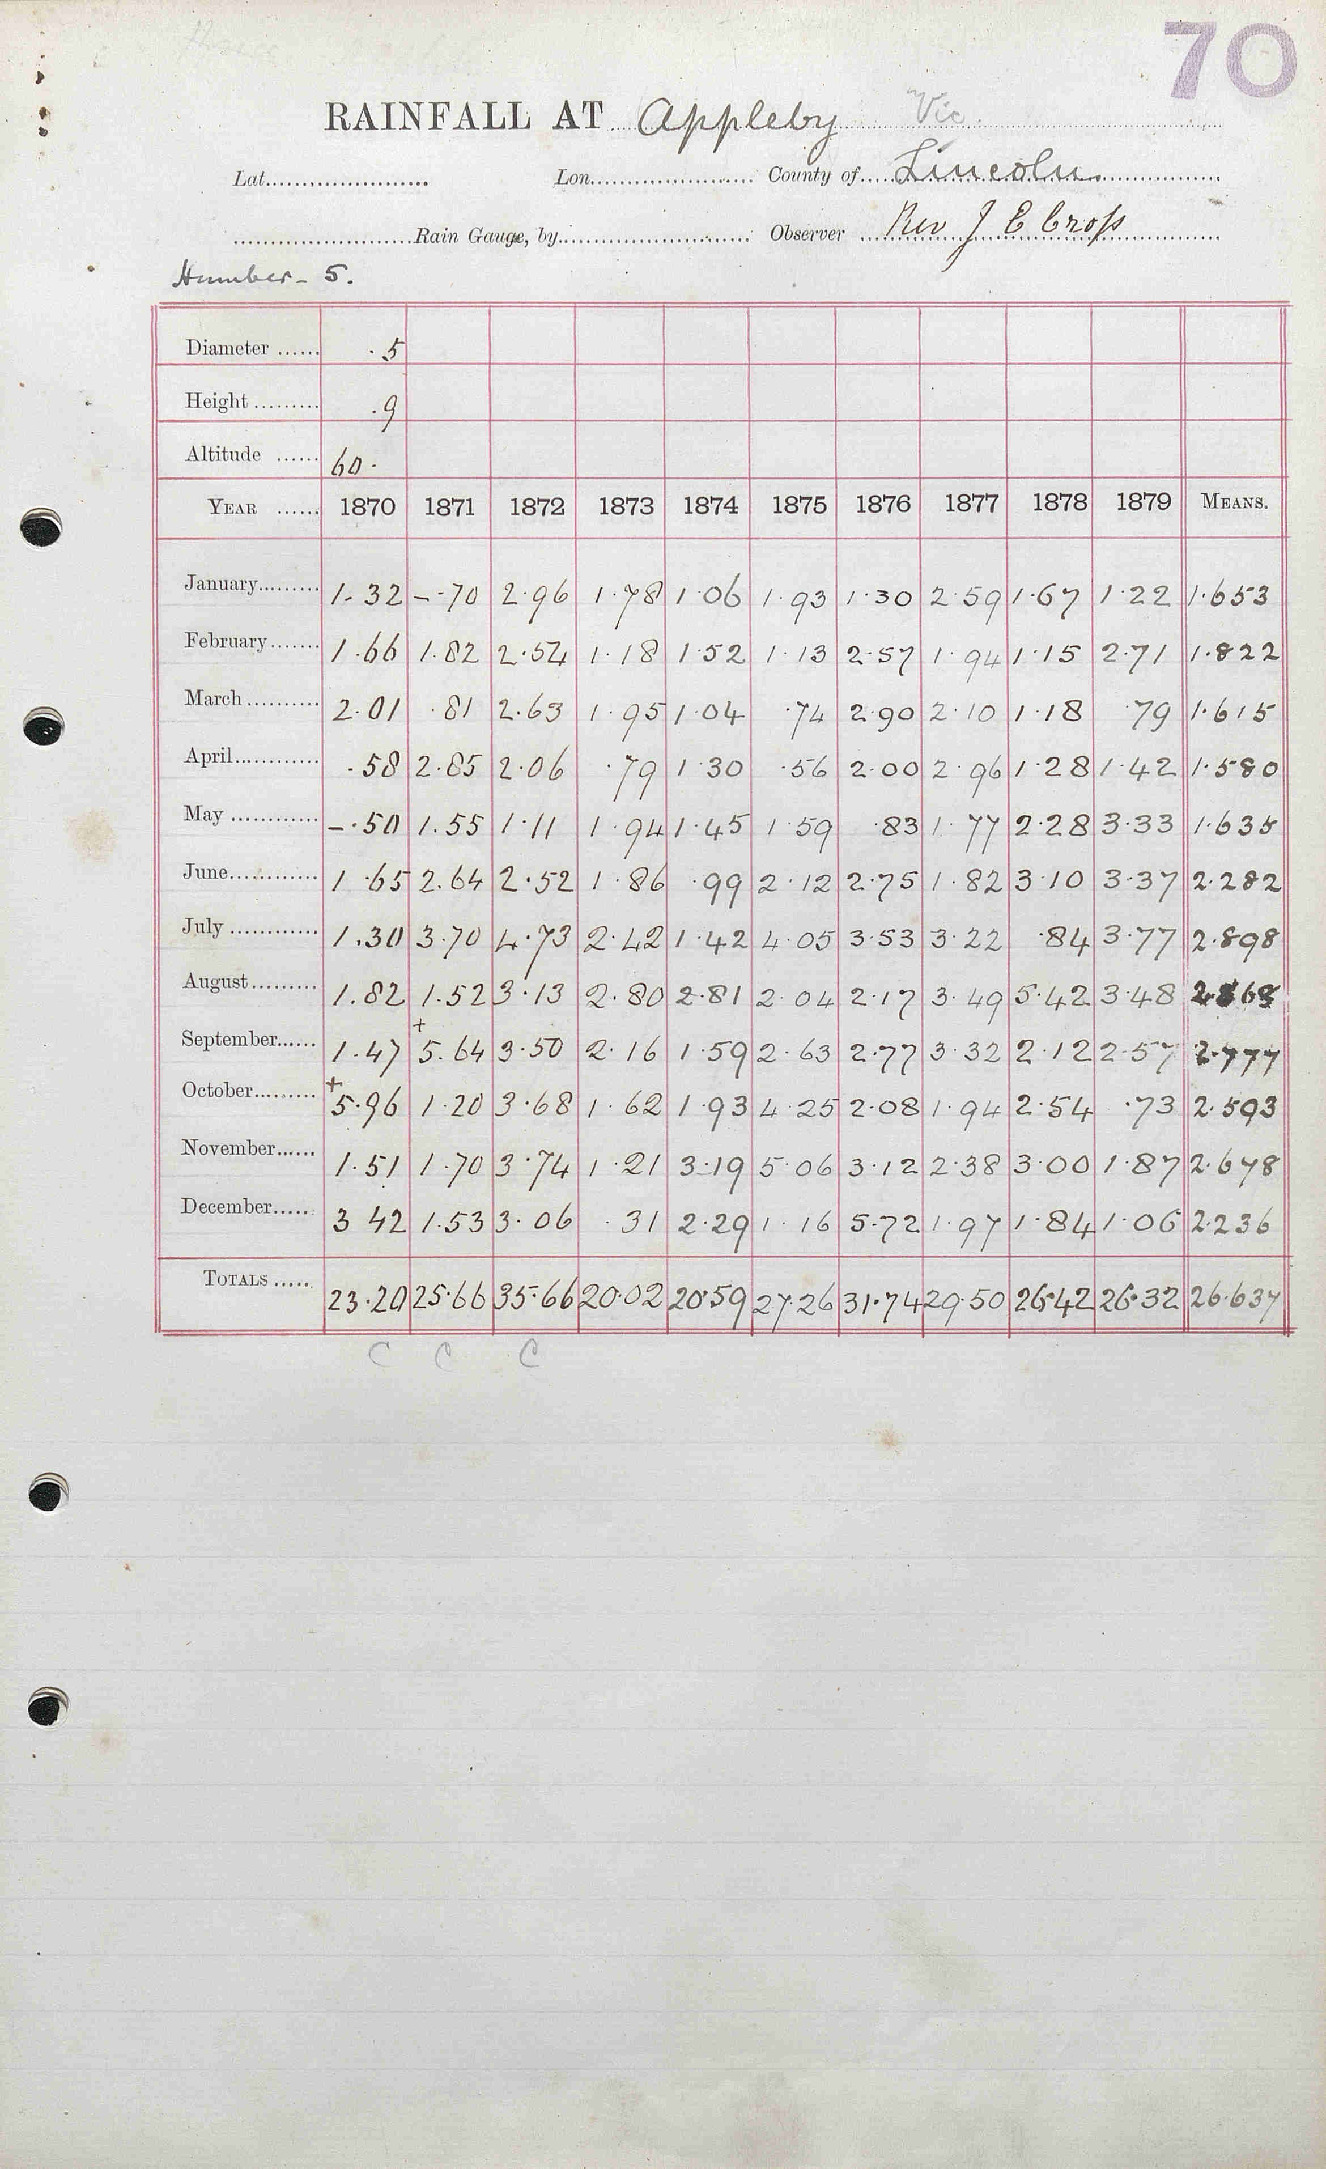 70
RAINFALL AT Appleby Vic.
Lat. Lon. County of Lincoln.
Rain Gauge, by. Observer Rev J E Cross
Humber - 5.
Diameter ...... .5
Height ......... .9
Altitude ...... 60.
YEAR ...... 1870 1871 1872 1873 1874 1875 1876 1877 1878 1879 MEANS.
January......... 1.32 -.70 2.96 1.78 1.06 1.93 1.30 2.59 1.67 1.22 1.653
February....... 1.66 1.82 2.54 1.18 1.52 1.13 2.57 1.94 1.15 2.71 1.822
March .......... 2.01 .81 2.63 1.95 1.04 .74 2.90 2.10 1.18 .79 1.615
April............ .58 2.85 2.06 .79 1.30 .56 2.00 2.96 1.28 1.42 1.580
May ............ -.50 1.55 1.11 1.94 1.45 1.59 .83 1.77 2.28 3.33 1.635
June............ 1.65 2.64 2.52 1.86 .99 2.12 2.75 1.82 3.10 3.37 2.282
July ............ 1.30 3.70 4.73 2.42 1.42 4.05 3.53 3.22 .84 3.77 2.898
August......... 1.82 1.52 3.13 2.80 2.81 2.04 2.17 3.49 5.42 3.48 2.868
September...... 1.47 + 5.64 3.50 2.16 1.59 2.63 2.77 3.32 2.12 2.57 2.777
October......... + 5.96 1.20 3.68 1.62 1.93 4.25 2.08 1.94 2.54 .73 2.593
November...... 1.51 1.70 3.74 1.21 3.19 5.06 3.12 2.38 3.00 1.87 2.678
December..... 3 42 1.53 3.06 .31 2.29 1.16 5.72 1.97 1.84 1.06 2.236
TOTALS ..... 23.20 25.66 35.66 20.02 20.59 27.26 31.74 29.50 26.42 26.32 26.637
C C C